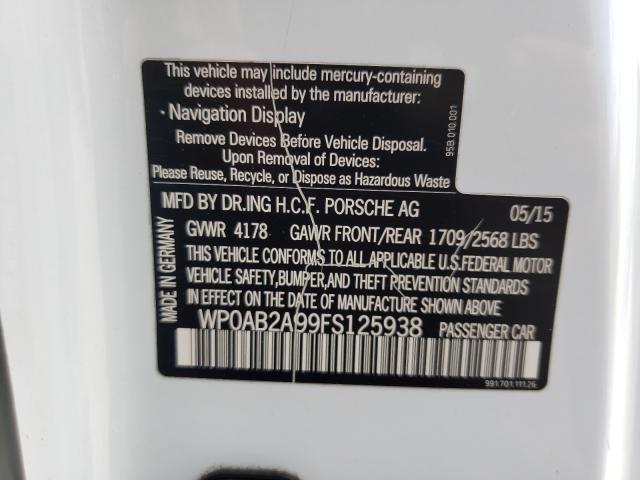 This vehicle may include mercury-containing
devices installed by the manufacturer:
· Navigation Display
Remove Devices Before Vehicle Disposal.
Upon Removal of Devices:
Please Reuse, Recycle, or Dispose as Hazardous Waste
95B.010.001
MFD BY DR.ING H.C.F. PORSCHE AG 05/15
GVWR 4178 GAWR FRONT/REAR 1709/2568 LBS
THIS VEHICLE CONFORMS TO ALL APPLICABLE U.S.FEDERAL MOTOR
VEHICLE SAFETY,BUMPER,AND THEFT PREVENTION STANDARDS
IN EFFECT ON THE DATE OF MANUFACTURE SHOWN ABOVE.
WP0AB2A99FS125938 PASSENGER CAR
MADE IN GERMANY
991.701.111.26